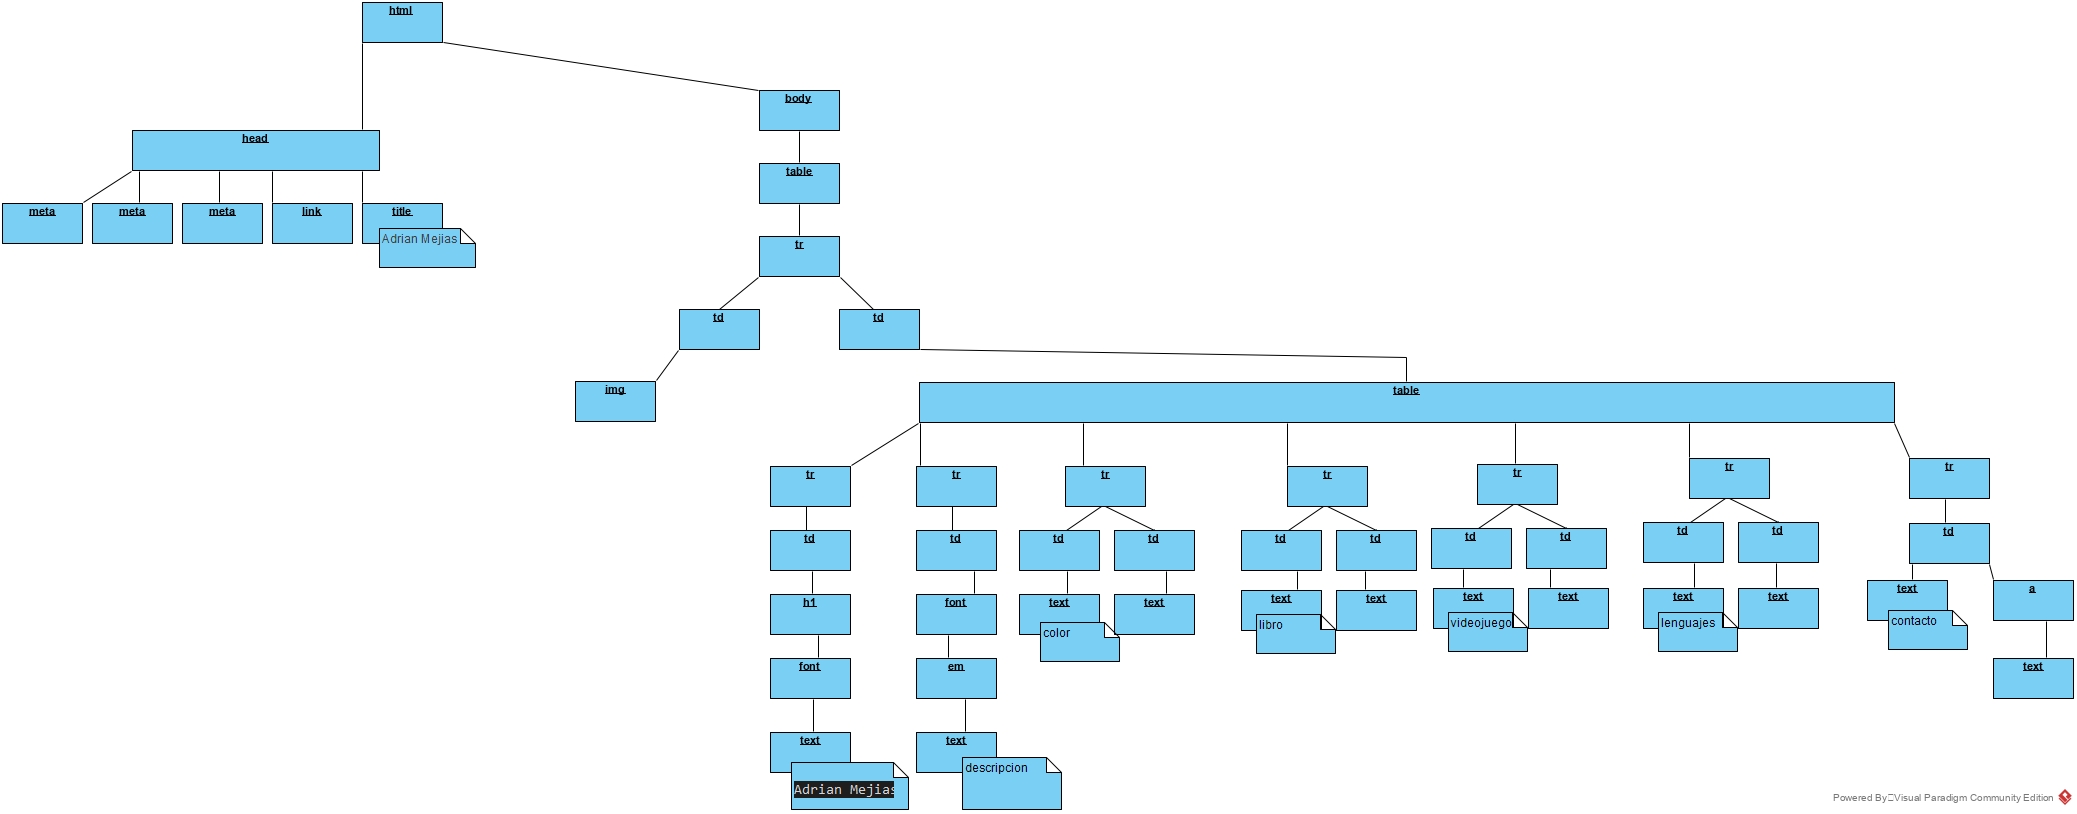 html
body
head
table
meta
meta
meta
link
title
Adrian Mejias
tr
td
td
img
table
tr
tr
tr
tr
tr
tr
tr
td
td
td
td
td
td
td
td
td
td
td
h1
font
text
text
text
text
text
text
text
text
text
a
color
libro
videojuego
lenguajes
contacto
font
em
text
text
text
Adrian Mejias
descripcion
Powered By Visual Paradigm Community Edition